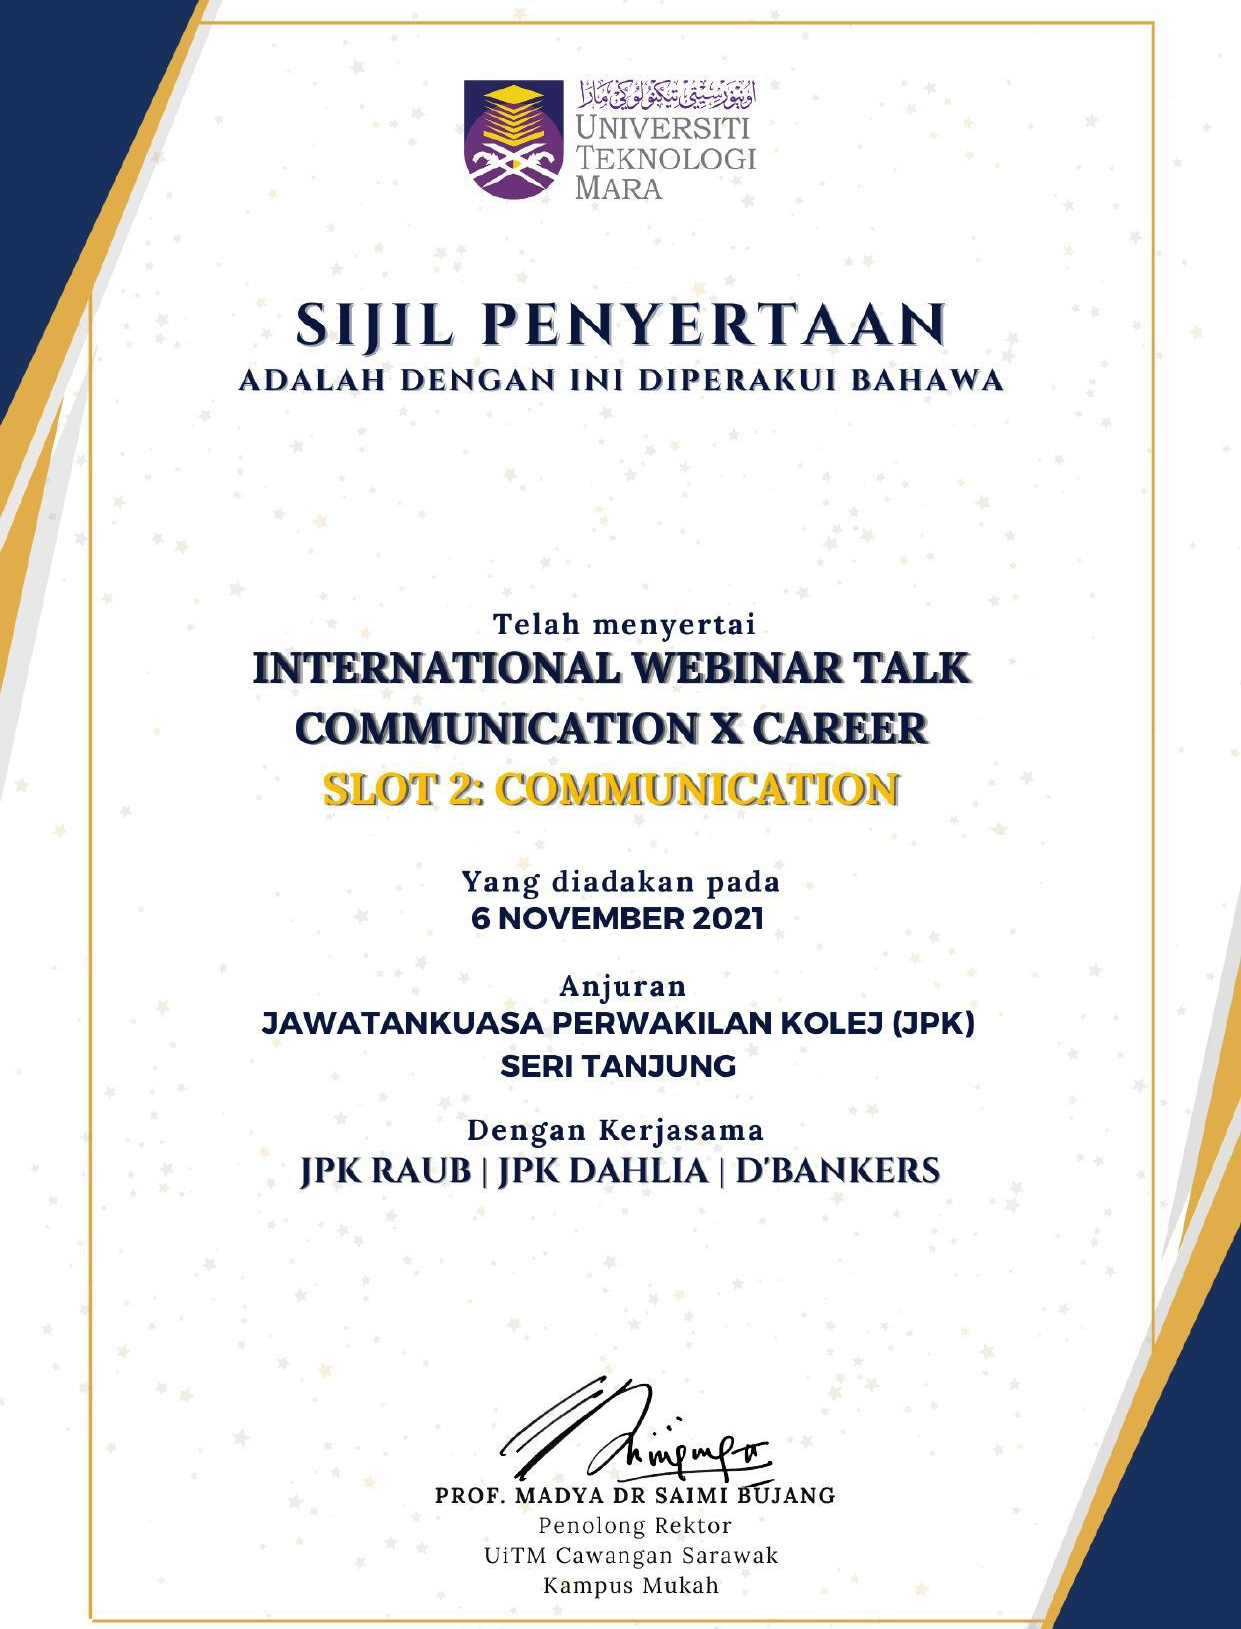 اونيۏرسيتي تيكنولوڬي مارا
UNIVERSITI
TEKNOLOGI
MARA
SIJIL PENYERTAAN
ADALAH DENGAN INI DIPERAKUI BAHAWA
Telah menyertai
INTERNATIONAL WEBINAR TALK
COMMUNICATION X CAREER
SLOT 2: COMMUNICATION
Yang diadakan pada
6 NOVEMBER 2021
Anjuran
JAWATANKUASA PERWAKILAN KOLEJ (JPK)
SERI TANJUNG
Dengan Kerjasama
JPK RAUB | JPK DAHLIA | D'BANKERS
PROF. MADYA DR SAIMI BUJANG
Penolong Rektor
UiTM Cawangan Sarawak
Kampus Mukah